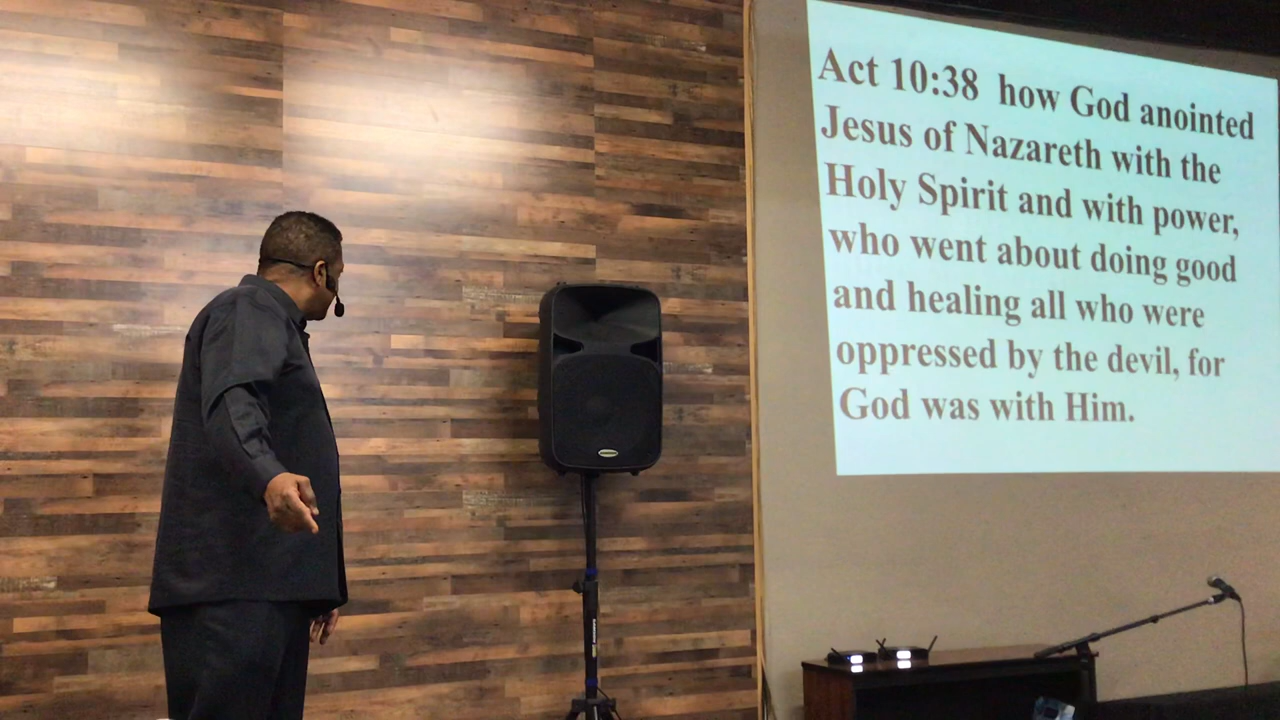 Act 10:38 how God anointed
Jesus of Nazareth with the
Holy Spirit and with power,
who went about doing good
and healing all who were
oppressed by the devil, for
God was with Him.